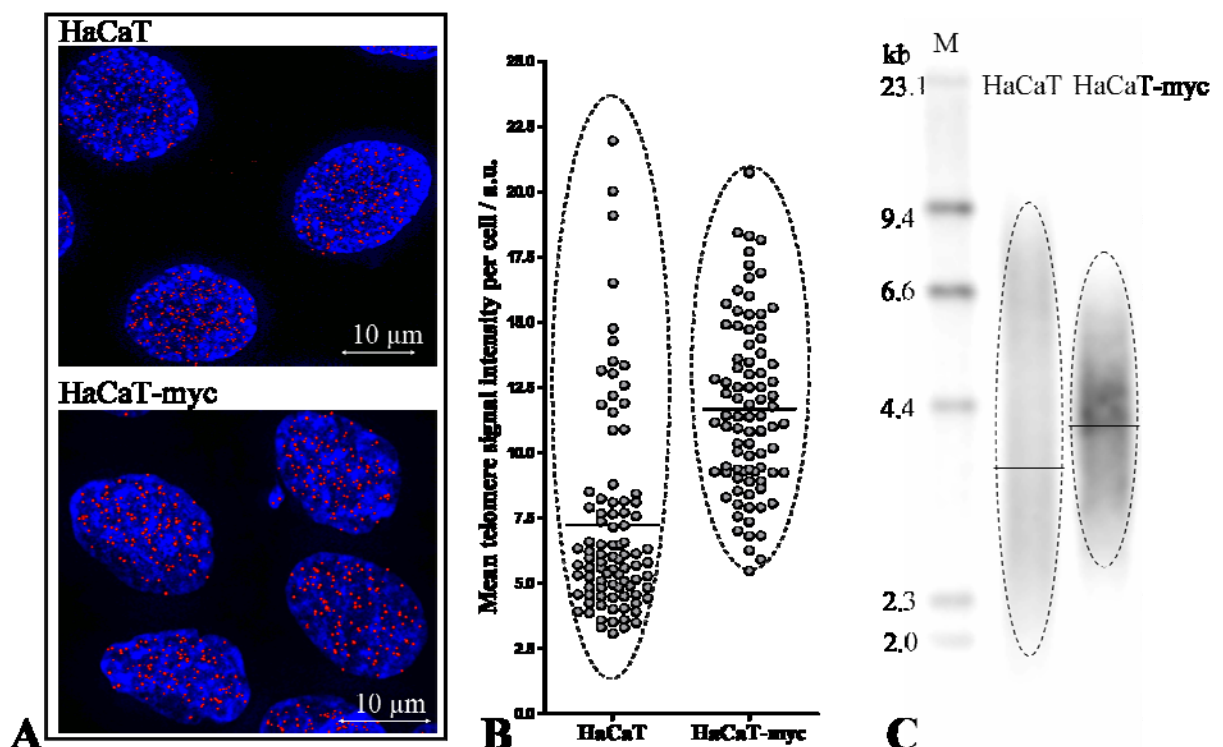 HaCaT
10 µm
HaCaT-myc
10 µm
A
Mean telomere signal intensity per cell / a.u.
25.0
22.5
20.0
17.5
15.0
12.5
10.0
7.5
5.0
2.5
0.0
HaCaT HaCaT-myc
B
kb M
23.1 HaCaT HaCaT-myc
9.4
6.6
4.4
2.3
2.0
C